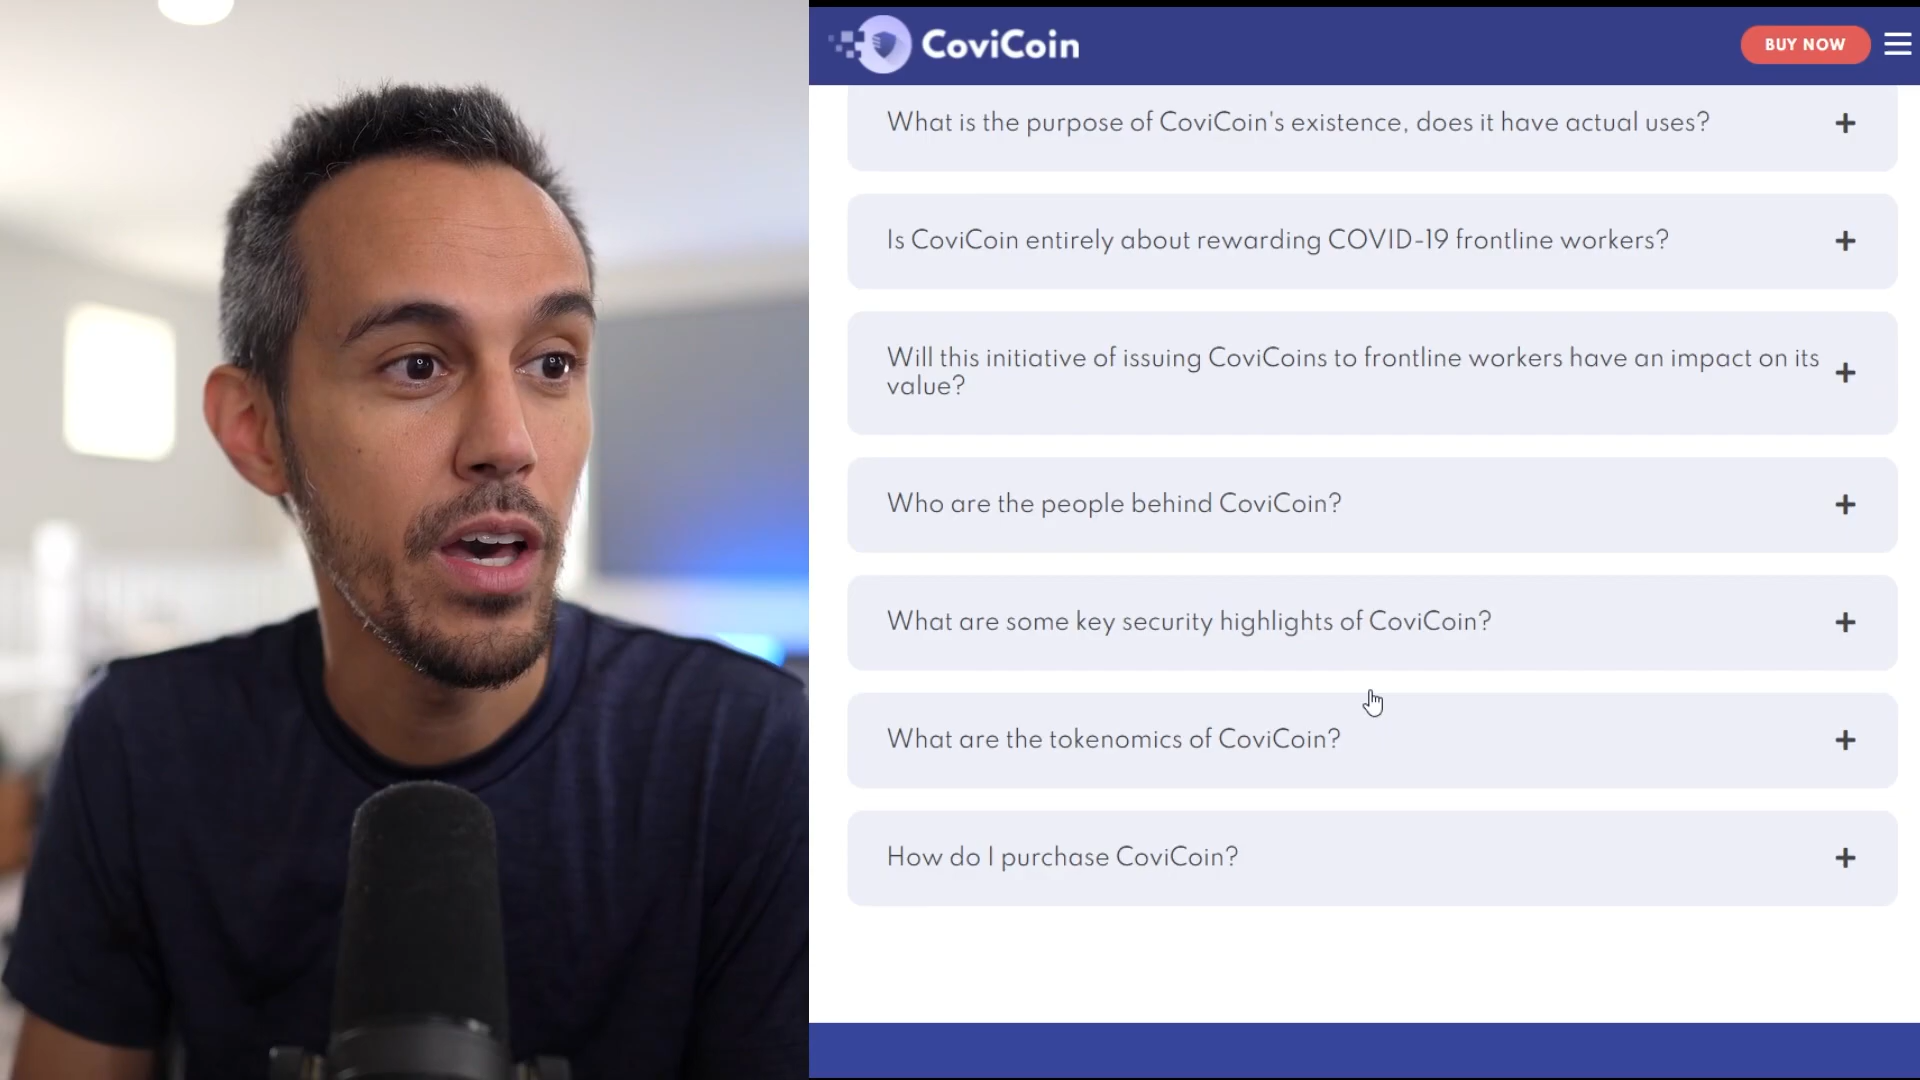 CoviCoin
BUY NOW
What is the purpose of CoviCoin's existence, does it have actual uses?
Is CoviCoin entirely about rewarding COVID-19 frontline workers?
Will this initiative of issuing CoviCoins to frontline workers have an impact on its
value?
Who are the people behind CoviCoin?
What are some key security highlights of CoviCoin?
What are the tokenomics of CoviCoin?
How do I purchase CoviCoin?